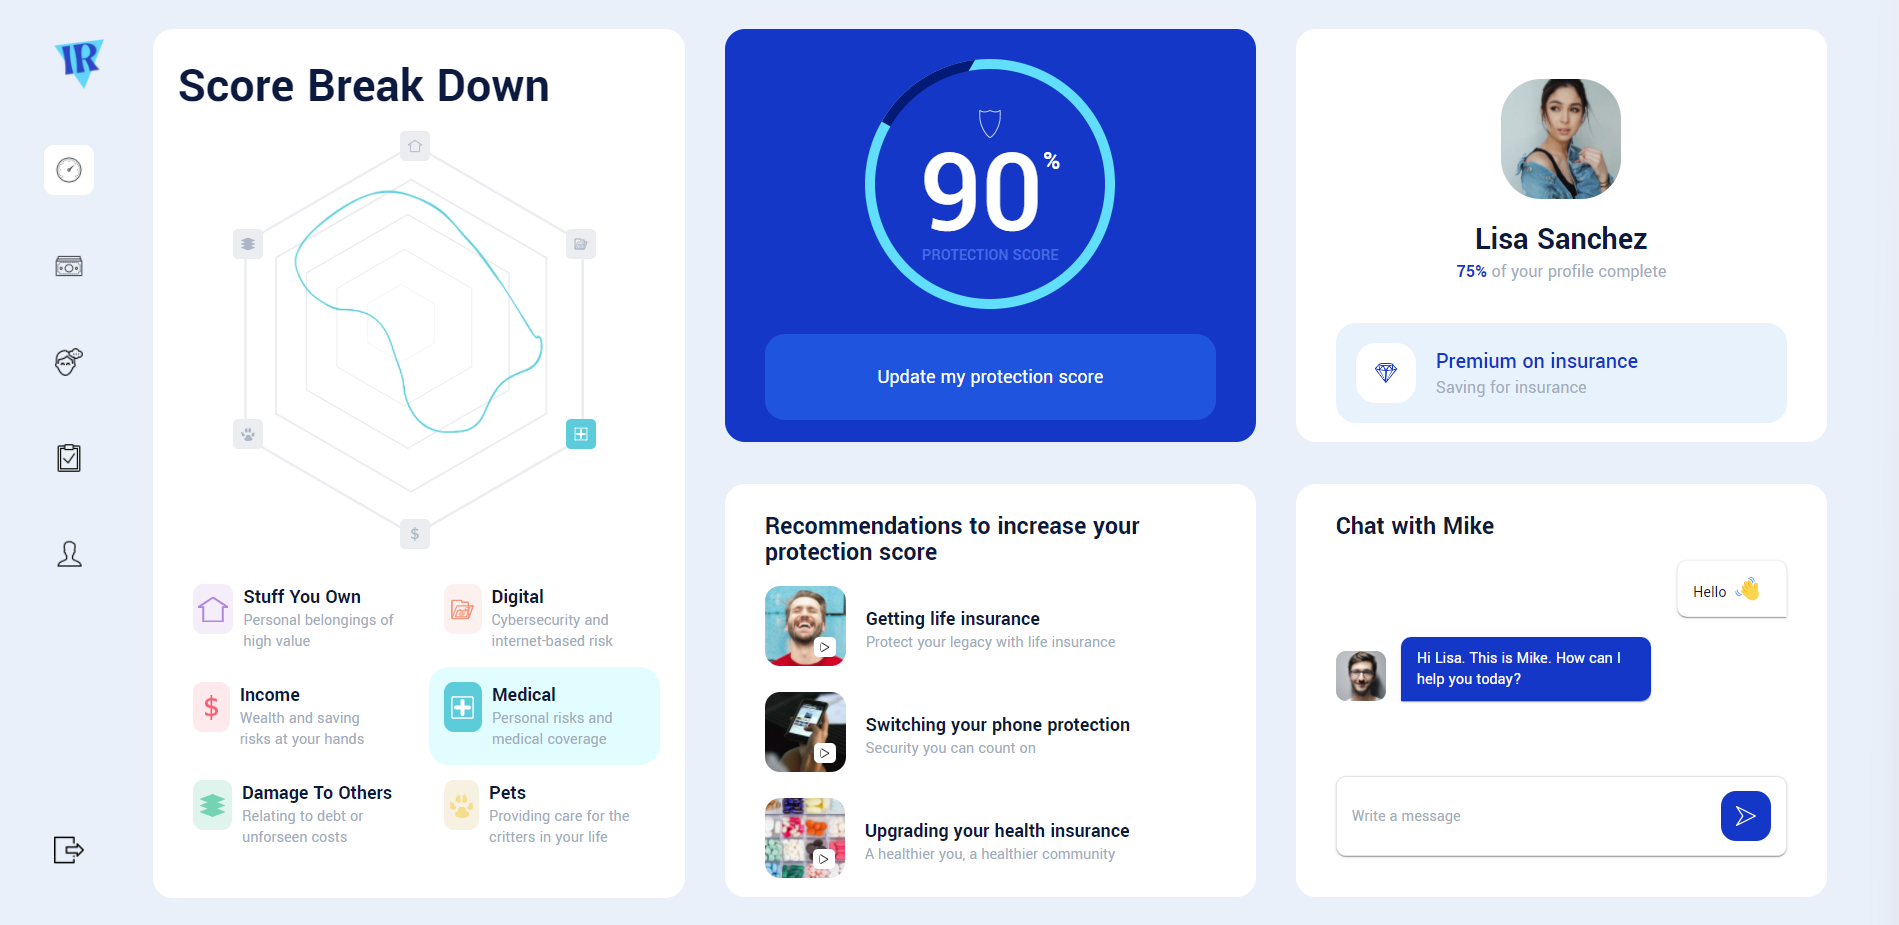 IR
Score Break Down
$
Stuff You Own
Personal belongings of
high value
Digital
Cybersecurity and
internet-based risk
$
Income
Wealth and saving
risks at your hands
Medical
Personal risks and
medical coverage
Damage To Others
Relating to debt or
unforseen costs
Pets
Providing care for the
critters in your life
90%
PROTECTION SCORE
Update my protection score
Recommendations to increase your
protection score
Getting life insurance
Protect your legacy with life insurance
Switching your phone protection
Security you can count on
Upgrading your health insurance
A healthier you, a healthier community
Lisa Sanchez
75% of your profile complete
Premium on insurance
Saving for insurance
Chat with Mike
Hello 👋
Hi Lisa. This is Mike. How can I
help you today?
Write a message